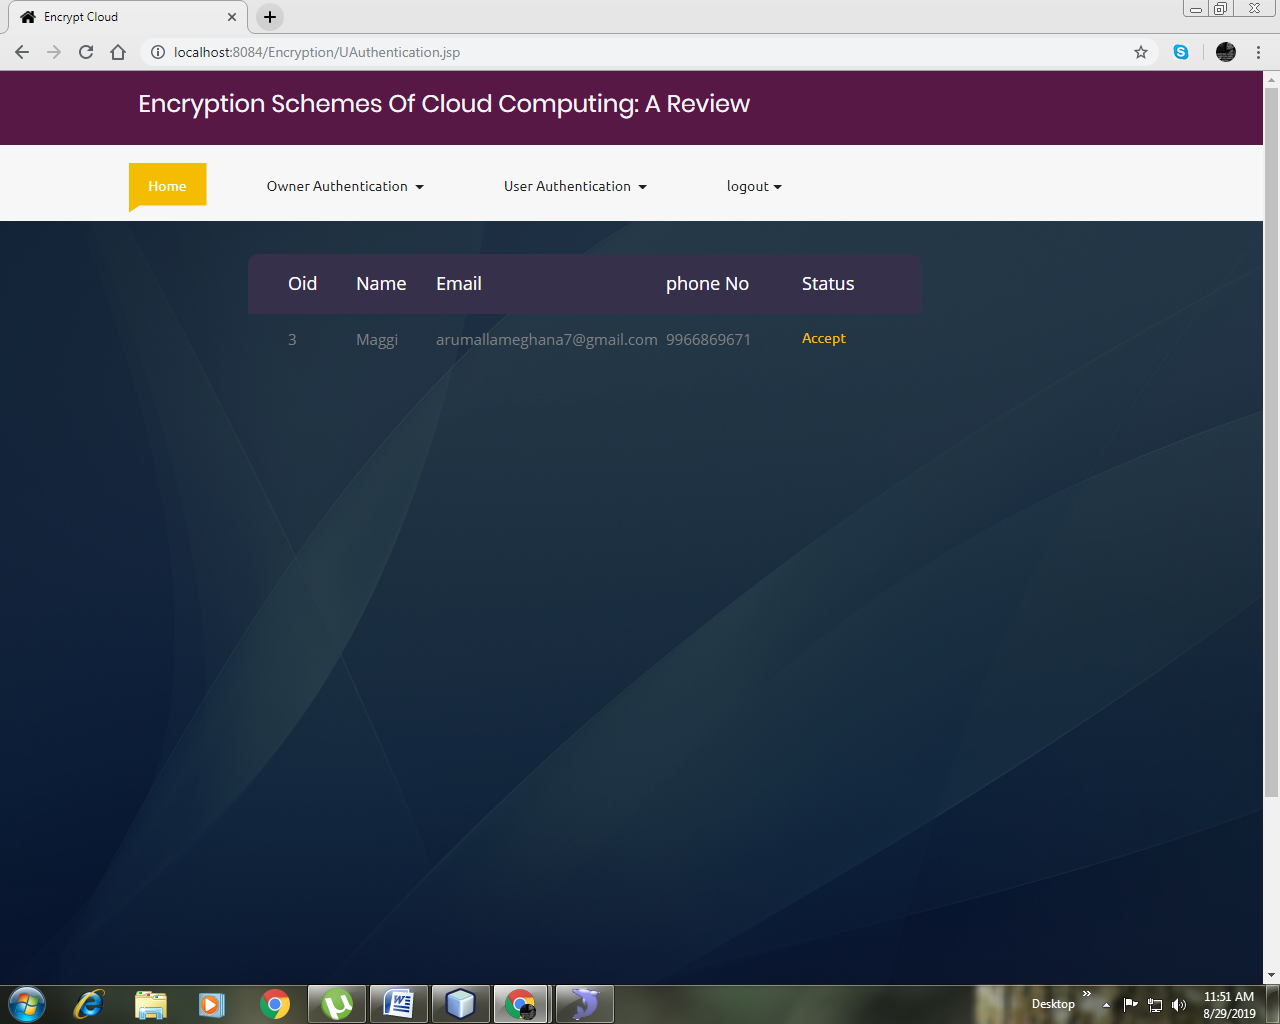 Encrypt Cloud
localhost:8084/Encryption/UAuthentication.jsp
Encryption Schemes Of Cloud Computing: A Review
Home Owner Authentication User Authentication logout
Oid Name Email phone No Status
3 Maggi arumallameghana7@gmail.com 9966869671 Accept
Desktop
11:51 AM
8/29/2019